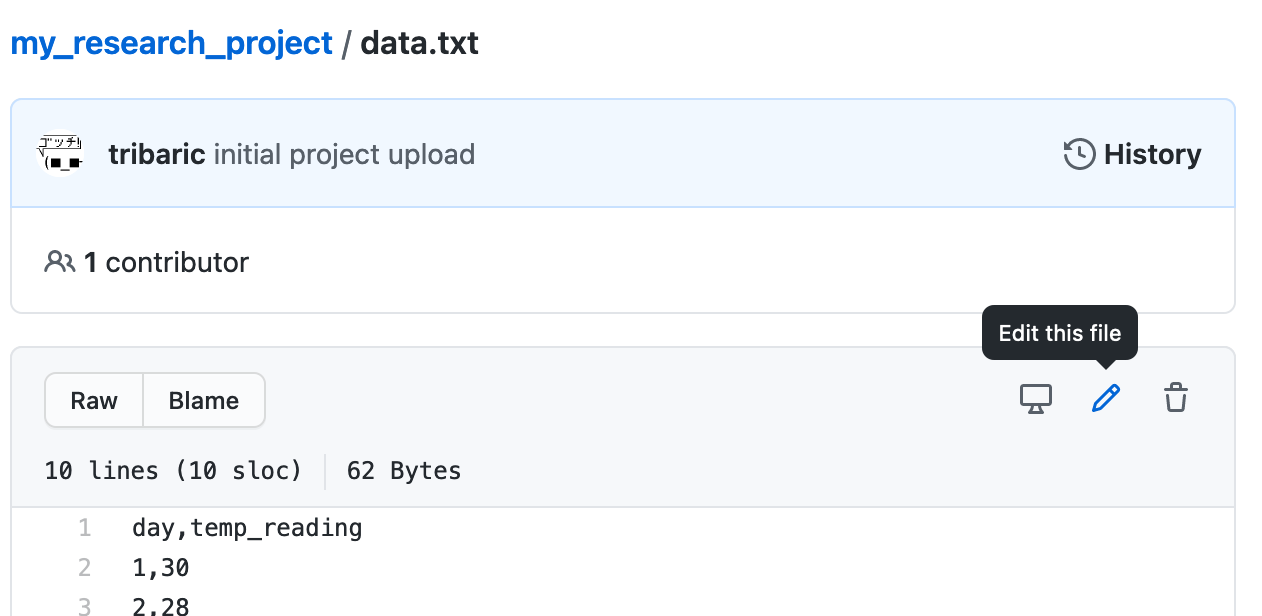 my_research_project / data.txt
ゴッチ!
tribaric initial project upload
History
1 contributor
Edit this file
Raw
Blame
10 lines (10 sloc)
62 Bytes
1 day,temp_reading
2 1,30
3 2,28